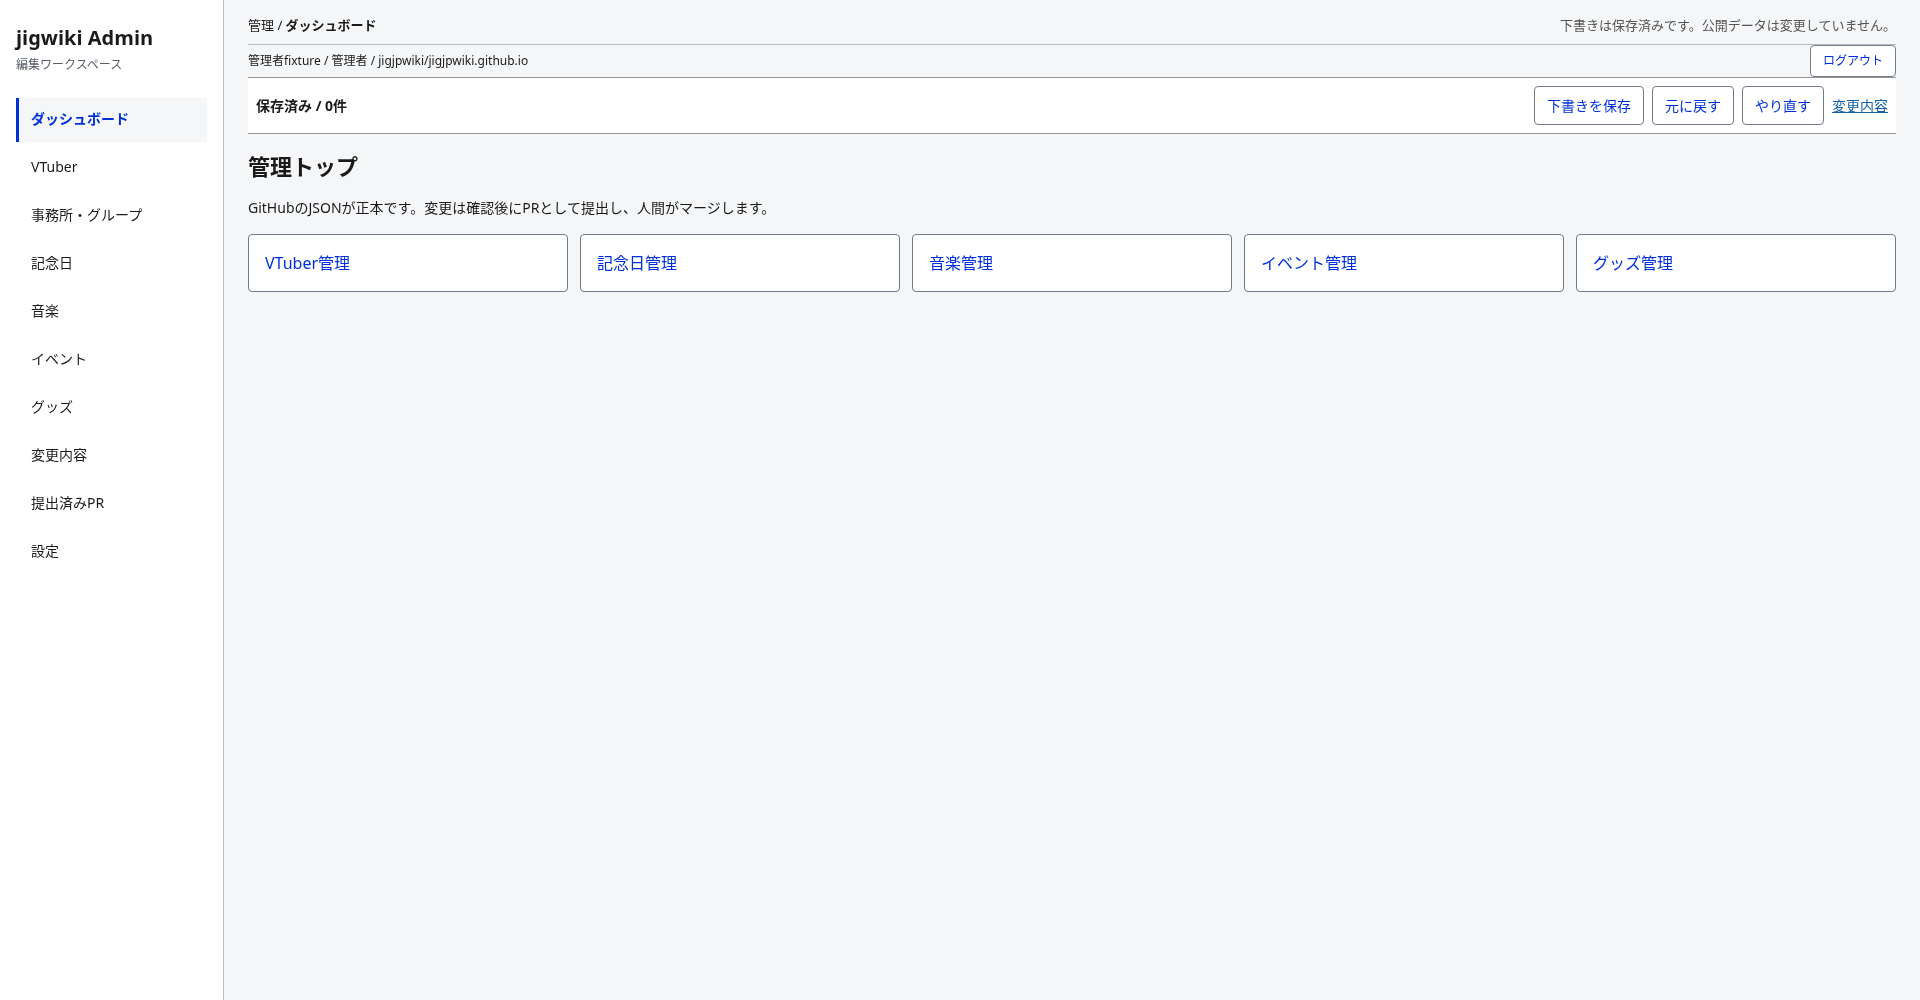 jigwiki Admin
編集ワークスペース
ダッシュボード
VTuber
事務所・グループ
記念日
音楽
イベント
グッズ
変更内容
提出済みPR
設定
管理 / ダッシュボード
下書きは保存済みです。公開データは変更していません。
管理者fixture / 管理者 / jigjpwiki/jigjpwiki.github.io
ログアウト
保存済み / 0件
下書きを保存
元に戻す
やり直す
変更内容
管理トップ
GitHubのJSONが正本です。変更は確認後にPRとして提出し、人間がマージします。
VTuber管理
記念日管理
音楽管理
イベント管理
グッズ管理